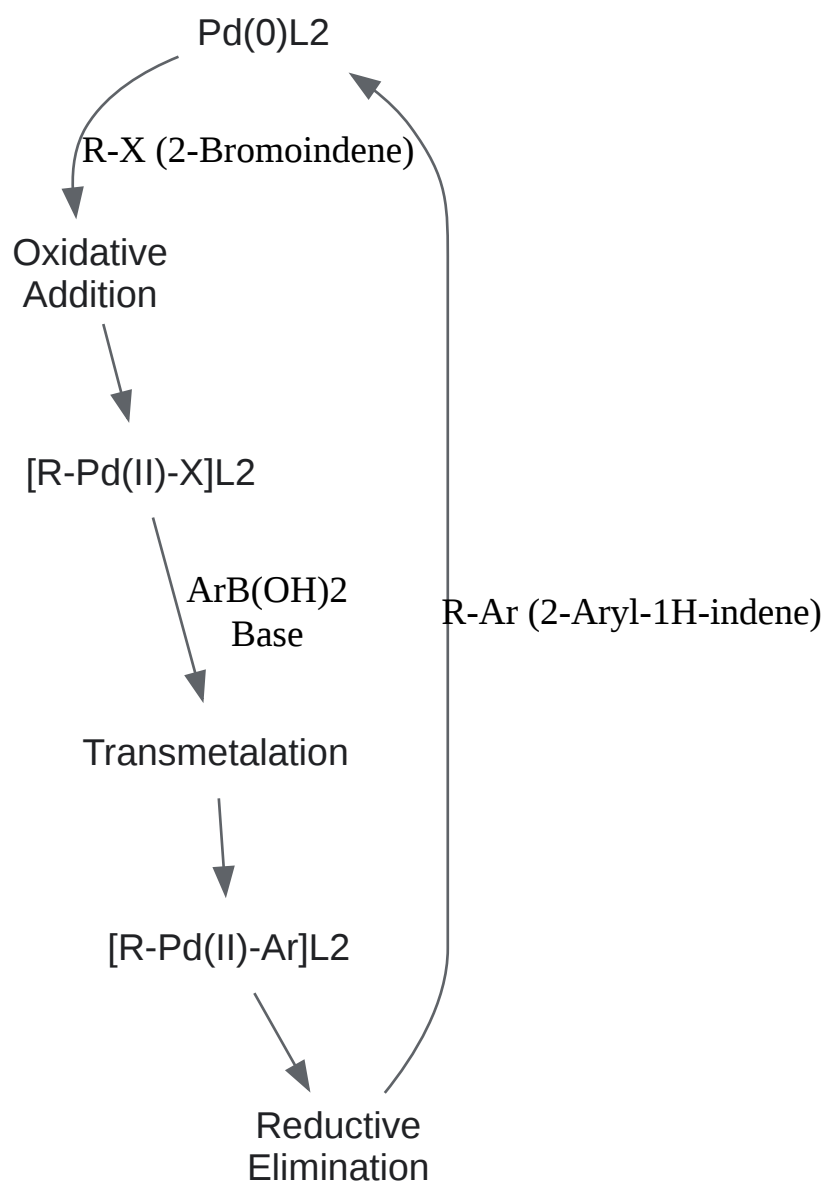 Pd(0)L2
R-X (2-Bromoindene)
Oxidative
Addition
[R-Pd(II)-X]L2
ArB(OH)2
Base
R-Ar (2-Aryl-1H-indene)
Transmetalation
[R-Pd(II)-Ar]L2
Reductive
Elimination